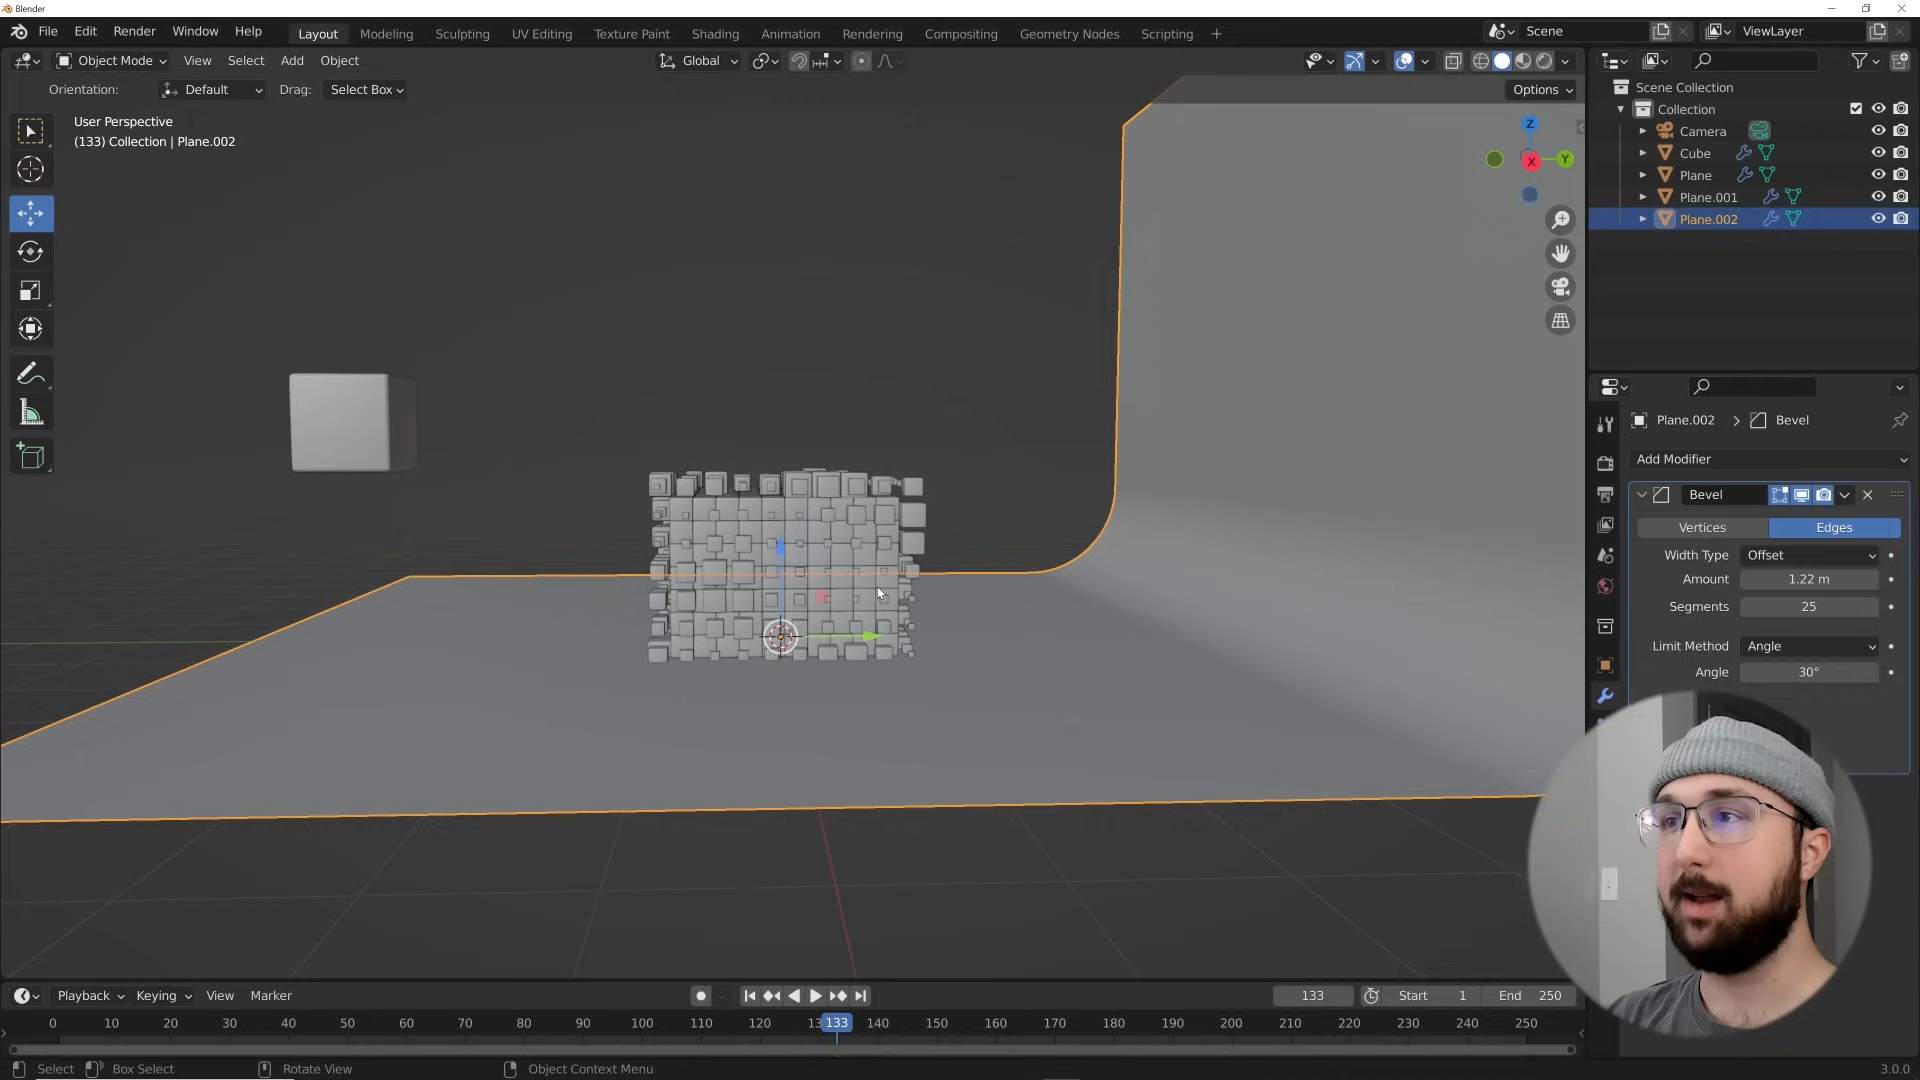 Blender
File Edit Render Window Help
Layout Modeling Sculpting UV Editing Texture Paint Shading Animation Rendering Compositing Geometry Nodes Scripting +
Scene
ViewLayer
Object Mode View Select Add Object
Global
Orientation: Default Drag: Select Box
Options
User Perspective
(133) Collection | Plane.002
Z
Y
X
Scene Collection
Collection
Camera
Cube
Plane
Plane.001
Plane.002
Plane.002 > Bevel
Add Modifier
Bevel
Vertices Edges
Width Type Offset
Amount 1.22 m
Segments 25
Limit Method Angle
Angle 30°
Playback Keying View Marker
133 Start 1 End 250
0 10 20 30 40 50 60 70 80 90 100 110 120 13 133 140 150 160 170 180 190 200 210 220 230 240 250
Select Box Select Rotate View Object Context Menu 3.0.0